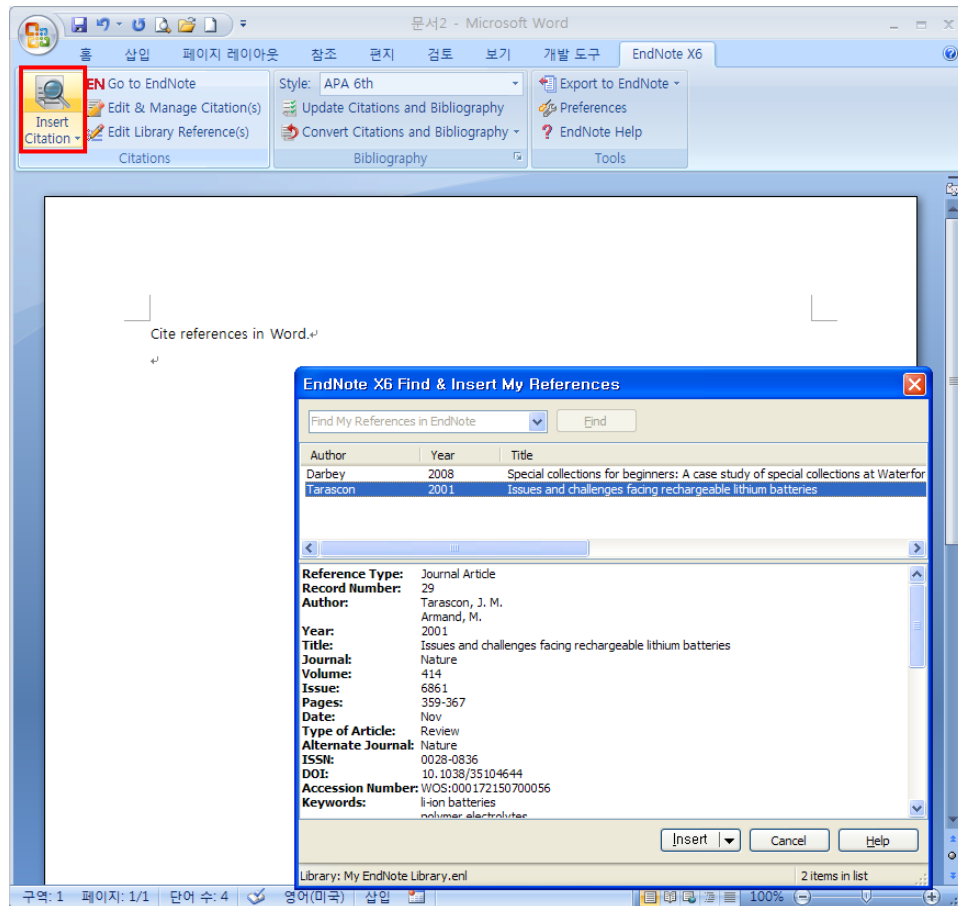 문서2 - Microsoft Word
홈 삽입 페이지 레이아웃 참조 편지 검토 보기 개발 도구 EndNote X6
Insert Citation
EN Go to EndNote
Edit & Manage Citation(s)
Edit Library Reference(s)
Citations
Style: APA 6th
Update Citations and Bibliography
Convert Citations and Bibliography
Bibliography
Export to EndNote
Preferences
? EndNote Help
Tools
Cite references in Word.
EndNote X6 Find & Insert My References
Find My References in EndNote Find
Author Year Title
Darbey 2008 Special collections for beginners: A case study of special collections at Waterfor
Tarascon 2001 Issues and challenges facing rechargeable lithium batteries
Reference Type: Journal Article
Record Number: 29
Author: Tarascon, J. M.
Armand, M.
Year: 2001
Title: Issues and challenges facing rechargeable lithium batteries
Journal: Nature
Volume: 414
Issue: 6861
Pages: 359-367
Date: Nov
Type of Article: Review
Alternate Journal: Nature
ISSN: 0028-0836
DOI: 10.1038/35104644
Accession Number: WOS:000172150700056
Keywords: li-ion batteries
polymer electrolytes
Insert Cancel Help
Library: My EndNote Library.enl 2 items in list
구역: 1 페이지: 1/1 단어 수: 4 영어(미국) 삽입 100%